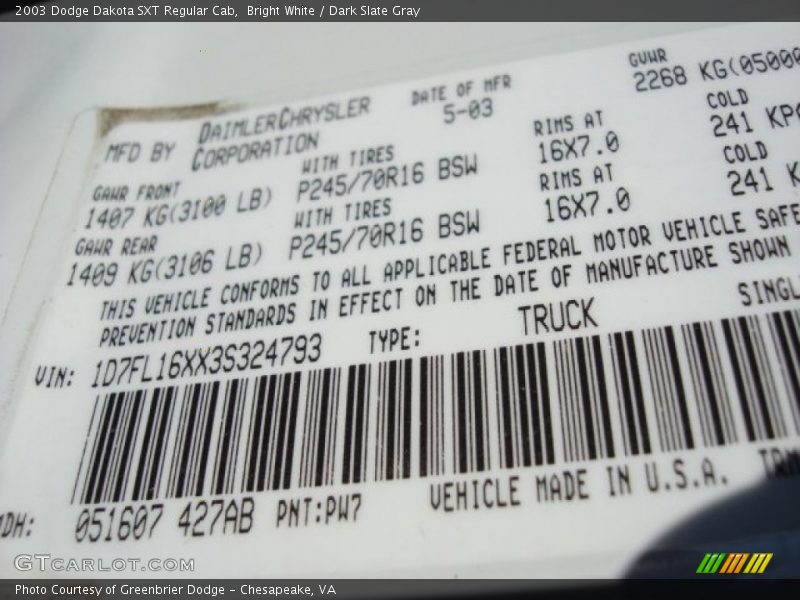 2003 Dodge Dakota SXT Regular Cab,  Bright White / Dark Slate Gray
MFD BY DAIMLERCHRYSLER CORPORATION
DATE OF MFR 5-03
GVWR 2268 KG(05000
GAWR FRONT WITH TIRES RIMS AT COLD
1407 KG(3100 LB) P245/70R16 BSW 16X7.0 241
GAWR REAR WITH TIRES RIMS AT COLD
1409 KG(3106 LB) P245/70R16 BSW 16X7.0 241
THIS VEHICLE CONFORMS TO ALL APPLICABLE FEDERAL MOTOR VEHICLE SAFE
PREVENTION STANDARDS IN EFFECT ON THE DATE OF MANUFACTURE SHOWN
VIN: 1D7FL16XX3S324793 TYPE: TRUCK SINGL
MDH: 051607 427AB PNT:PW7 VEHICLE MADE IN U.S.A.
GTCARLOT.COM
Photo Courtesy of Greenbrier Dodge – Chesapeake, VA